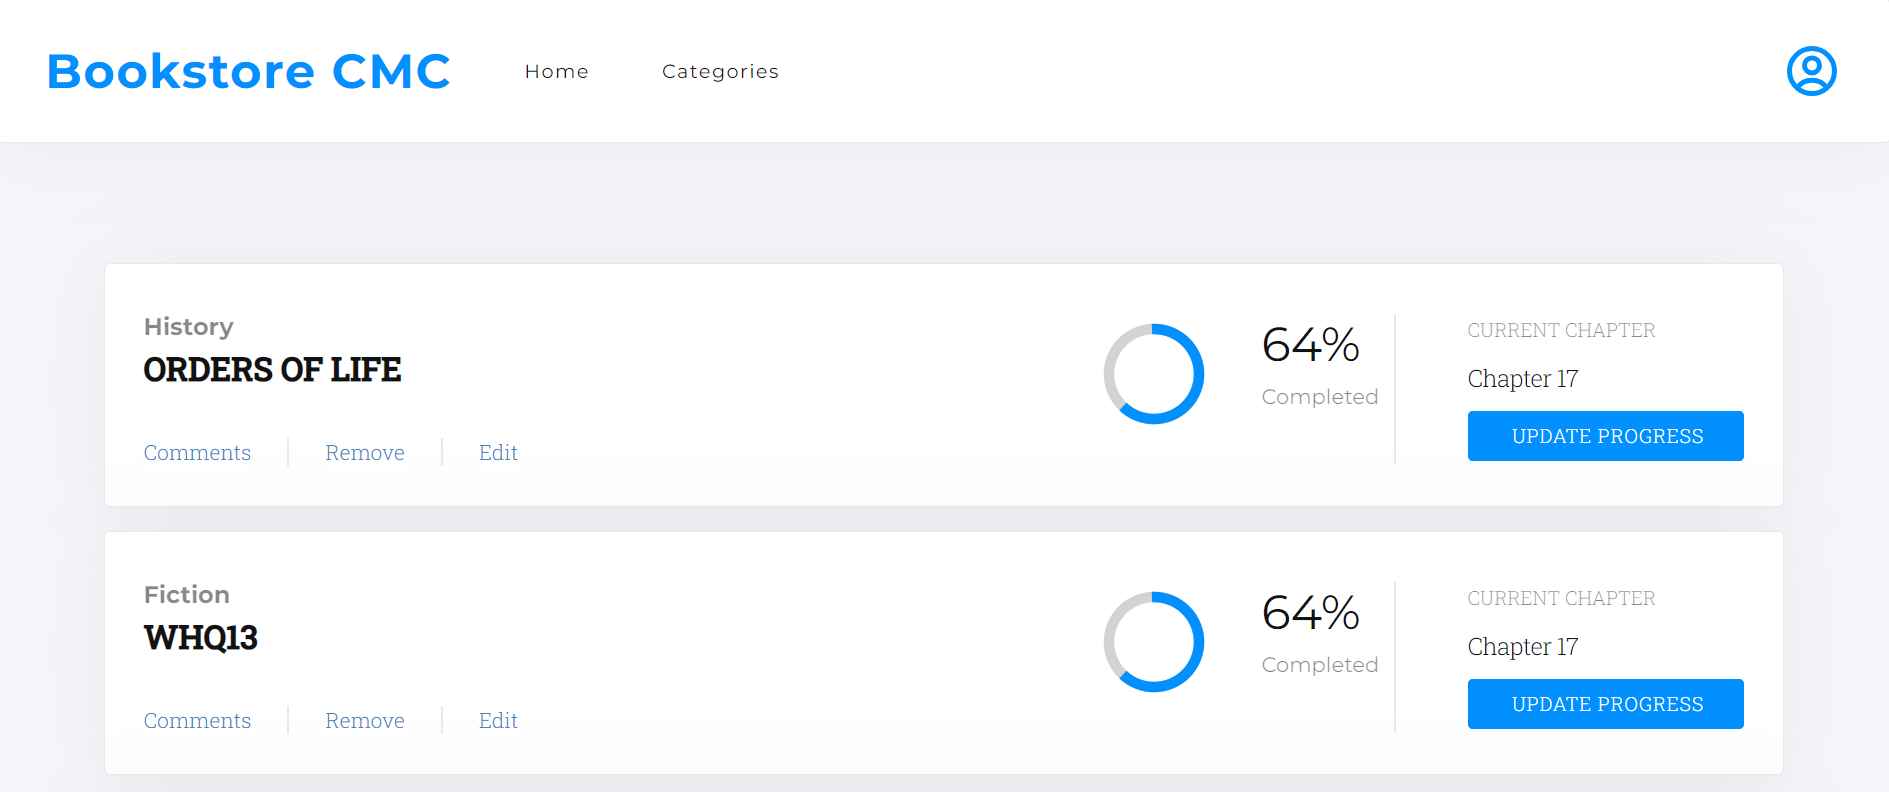 Bookstore CMC Home Categories
History
ORDERS OF LIFE
Comments Remove Edit
64%
Completed
CURRENT CHAPTER
Chapter 17
UPDATE PROGRESS
Fiction
WHQ13
Comments Remove Edit
64%
Completed
CURRENT CHAPTER
Chapter 17
UPDATE PROGRESS